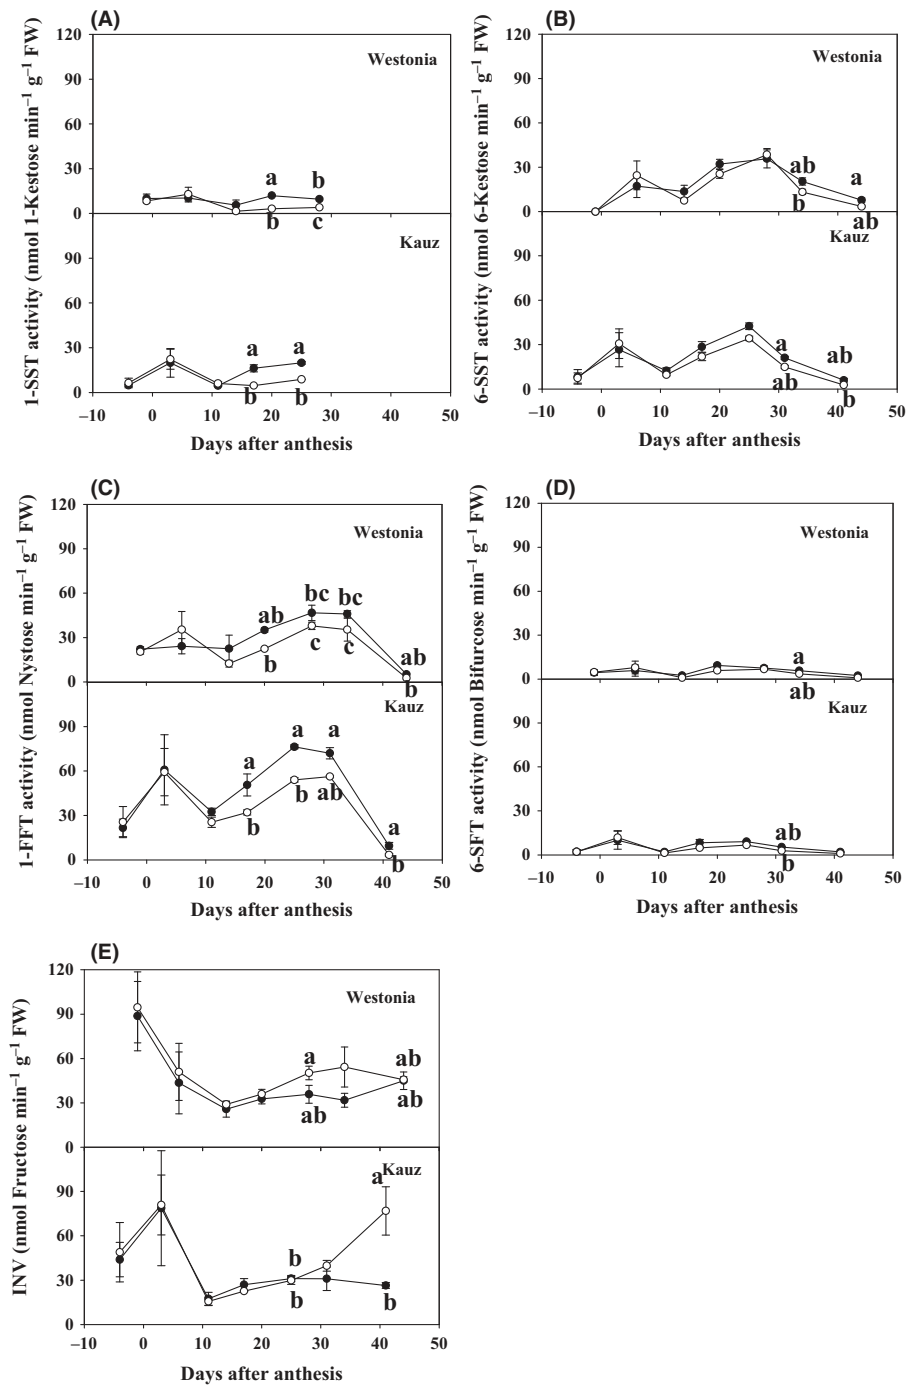 (A)
1-SST activity (nmol 1-Kestose min⁻¹ g⁻¹ FW)
120
90
60
30
0
Westonia
a
b
b
c
90
60
30
0
Kauz
a
a
b
b
–10 0 10 20 30 40 50
Days after anthesis
(B)
6-SST activity (nmol 6-Kestose min⁻¹ g⁻¹ FW)
120
90
60
30
0
Westonia
ab
a
b
ab
90
60
30
0
Kauz
a
ab
ab
b
–10 0 10 20 30 40 50
Days after anthesis
(C)
1-FFT activity (nmol Nystose min⁻¹ g⁻¹ FW)
120
90
60
30
0
Westonia
ab
bc
bc
ab
b
c
c
b
90
60
30
0
Kauz
a
a
a
a
b
b
ab
b
–10 0 10 20 30 40 50
Days after anthesis
(D)
6-SFT activity (nmol Bifurcose min⁻¹ g⁻¹ FW)
120
90
60
30
0
Westonia
a
ab
90
60
30
0
Kauz
ab
b
–10 0 10 20 30 40 50
Days after anthesis
(E)
INV (nmol Fructose min⁻¹ g⁻¹ FW)
120
90
60
30
0
Westonia
a
ab
ab
ab
90
60
30
0
Kauz
a
b
b
b
–10 0 10 20 30 40 50
Days after anthesis